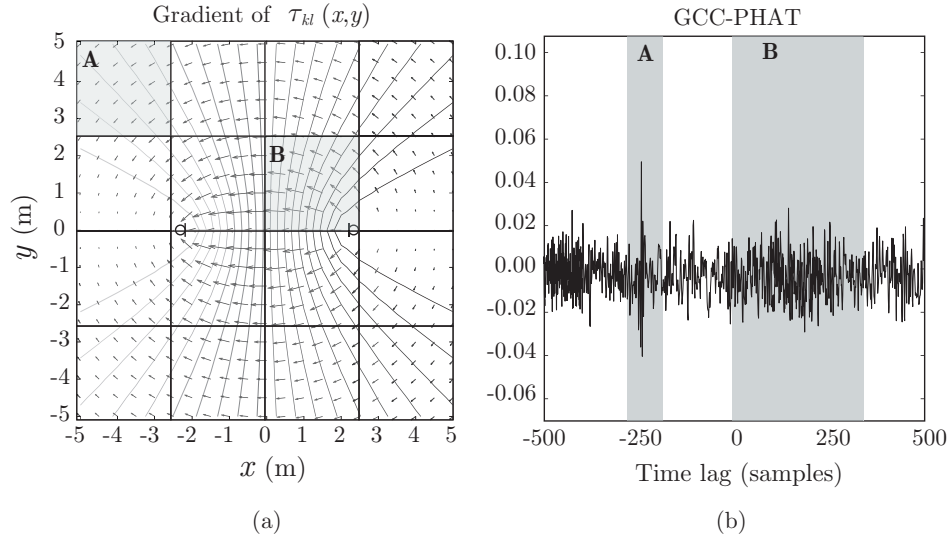 Gradient of τkl (x,y)
A
B
5
4
3
2
1
0
-1
-2
-3
-4
-5
y (m)
-5 -4 -3 -2 -1 0 1 2 3 4 5
x (m)
(a)
GCC-PHAT
A
B
0.10
0.08
0.06
0.04
0.02
0.00
-0.02
-0.04
-0.06
-500 -250 0 250 500
Time lag (samples)
(b)